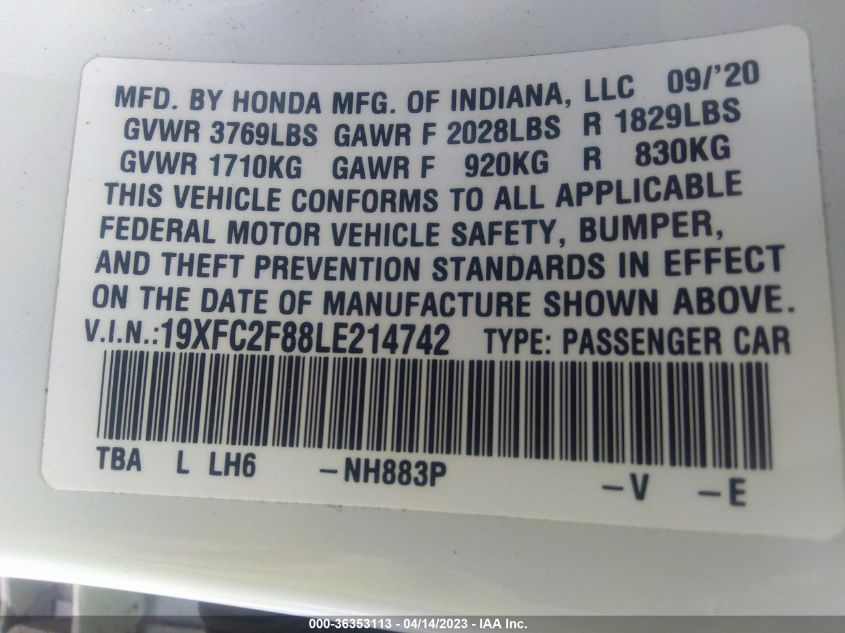 MFD. BY HONDA MFG. OF INDIANA, LLC 09/'20
GVWR 3769LBS GAWR F 2028LBS R 1829LBS
GVWR 1710KG GAWR F 920KG R 830KG
THIS VEHICLE CONFORMS TO ALL APPLICABLE
FEDERAL MOTOR VEHICLE SAFETY, BUMPER,
AND THEFT PREVENTION STANDARDS IN EFFECT
ON THE DATE OF MANUFACTURE SHOWN ABOVE.
V.I.N.:19XFC2F88LE214742 TYPE: PASSENGER CAR
TBA L LH6 -NH883P -V -E
000-36353113 - 04/14/2023 - IAA Inc.